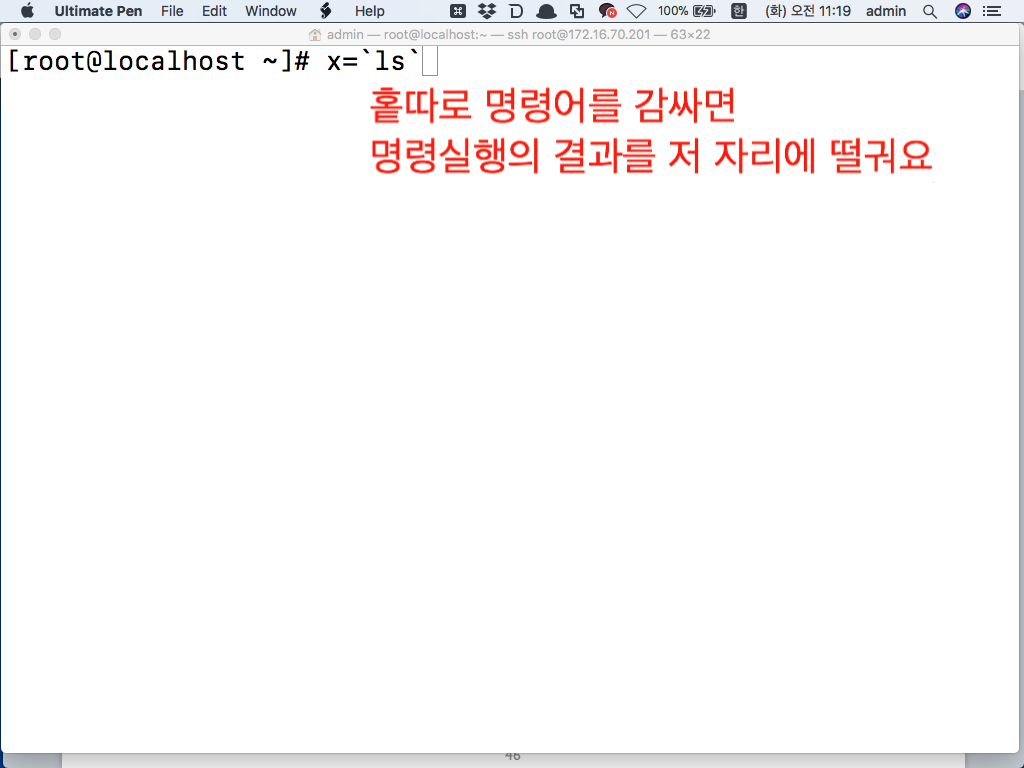 Ultimate Pen File Edit Window Help 100% 한 (화) 오전 11:19 admin
admin — root@localhost:~ — ssh root@172.16.70.201 — 63×22
[root@localhost ~]# x=`ls`
홑따로 명령어를 감싸면
명령실행의 결과를 저 자리에 떨궈요
46